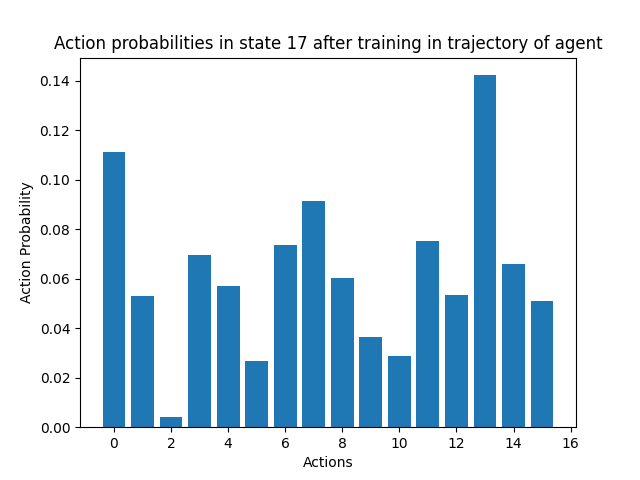 Action probabilities in state 17 after training in trajectory of agent
0.14
0.12
0.10
0.08
0.06
0.04
0.02
0.00
Action Probability
0 2 4 6 8 10 12 14 16
Actions